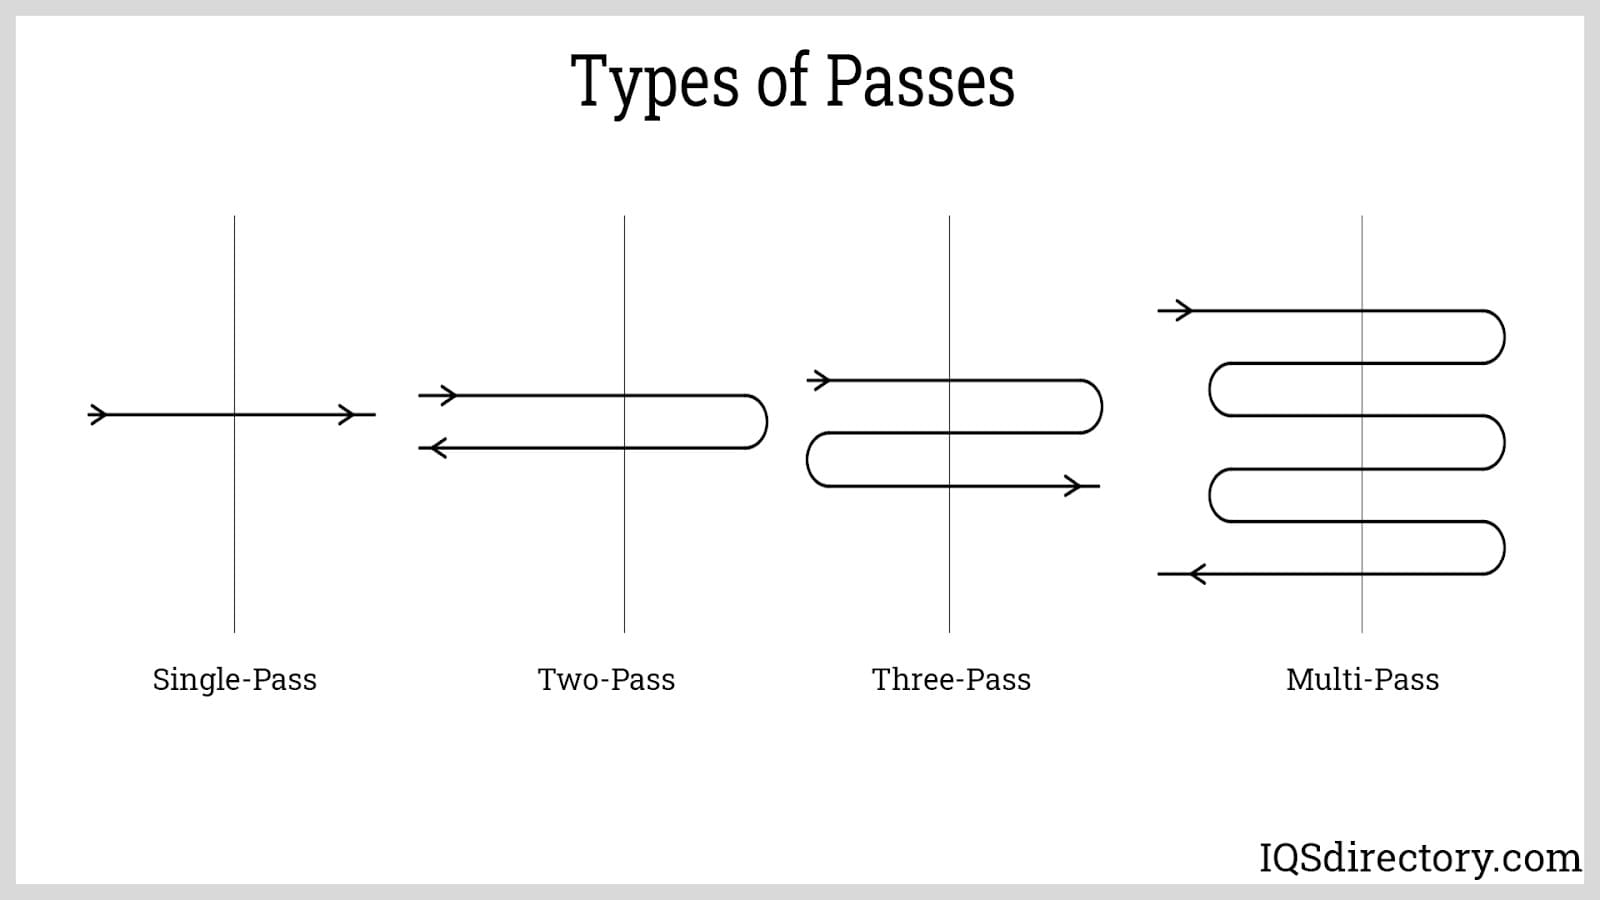 Types of Passes
Single-Pass
Two-Pass
Three-Pass
Multi-Pass
IQSdirectory.com